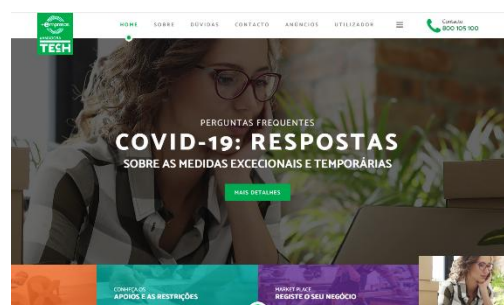 HOME SOBRE DÚVIDAS CONTACTO ANÚNCIOS UTILIZADOR
Contacto
800 105 100
TECH
PERGUNTAS FREQUENTES
COVID-19: RESPOSTAS
SOBRE AS MEDIDAS EXCECIONAIS E TEMPORÁRIAS
MAIS DETALHES
CONHEÇA OS
APOIOS E AS RESTRIÇÕES
MARKET PLACE
REGISTE O SEU NEGÓCIO